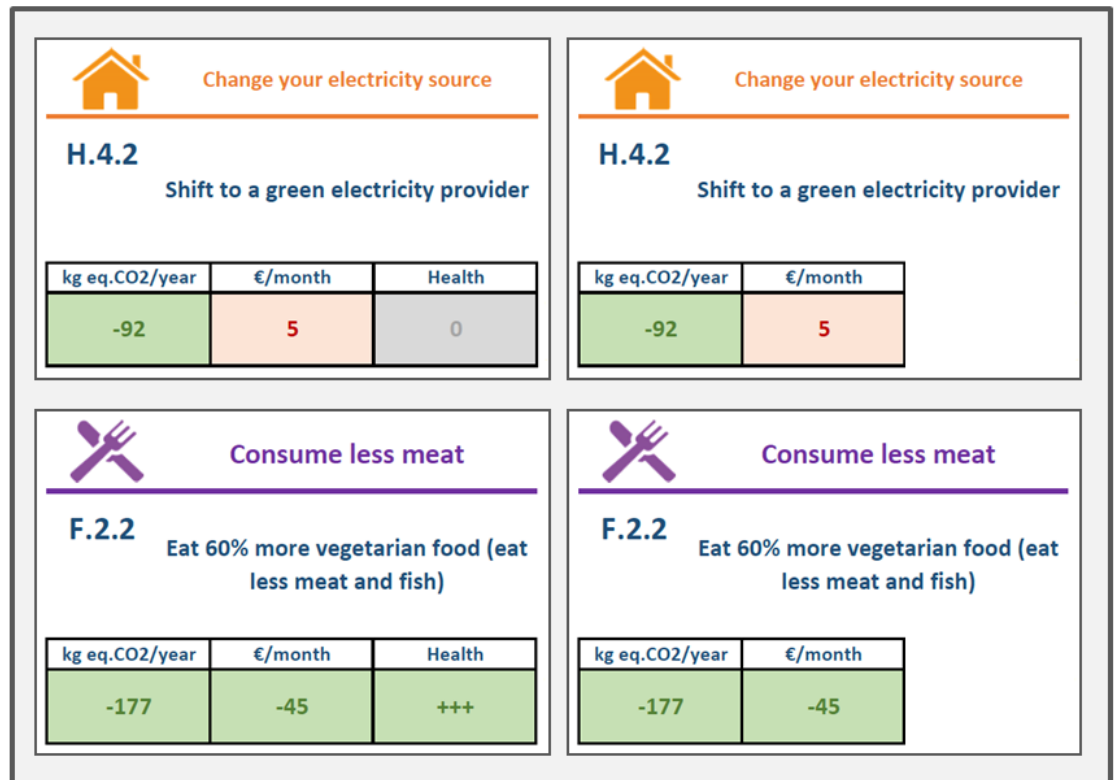 Change your electricity source
H.4.2
Shift to a green electricity provider
kg eq.CO2/year €/month Health
-92 5 0
Change your electricity source
H.4.2
Shift to a green electricity provider
kg eq.CO2/year €/month
-92 5
Consume less meat
F.2.2
Eat 60% more vegetarian food (eat
less meat and fish)
kg eq.CO2/year €/month Health
-177 -45 +++
Consume less meat
F.2.2
Eat 60% more vegetarian food (eat
less meat and fish)
kg eq.CO2/year €/month
-177 -45